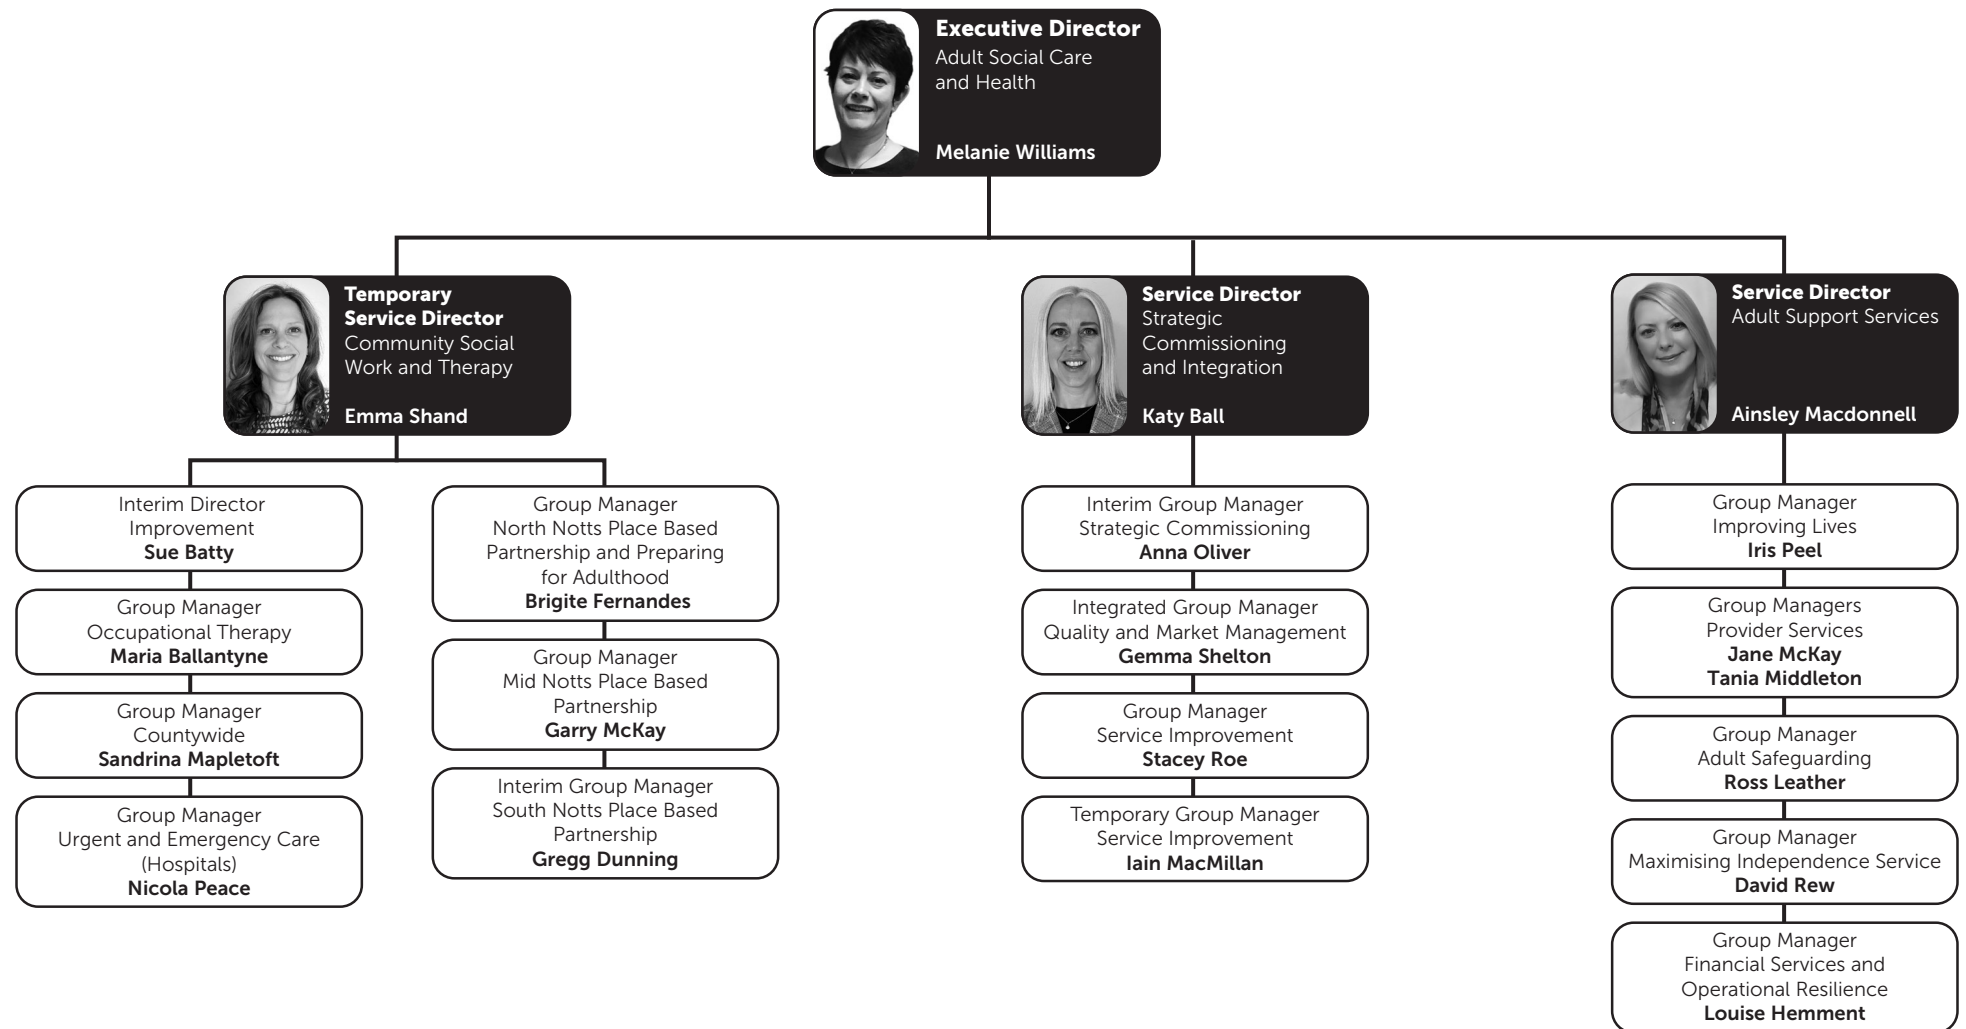 Executive Director
Adult Social Care
and Health
Melanie Williams
Temporary
Service Director
Community Social
Work and Therapy
Emma Shand
Service Director
Strategic
Commissioning
and Integration
Katy Ball
Service Director
Adult Support Services
Ainsley Macdonnell
Interim Director
Improvement
Sue Batty
Group Manager
Occupational Therapy
Maria Ballantyne
Group Manager
Countywide
Sandrina Mapletoft
Group Manager
Urgent and Emergency Care
(Hospitals)
Nicola Peace
Group Manager
North Notts Place Based
Partnership and Preparing
for Adulthood
Brigite Fernandes
Group Manager
Mid Notts Place Based
Partnership
Garry McKay
Interim Group Manager
South Notts Place Based
Partnership
Gregg Dunning
Interim Group Manager
Strategic Commissioning
Anna Oliver
Integrated Group Manager
Quality and Market Management
Gemma Shelton
Group Manager
Service Improvement
Stacey Roe
Temporary Group Manager
Service Improvement
Iain MacMillan
Group Manager
Improving Lives
Iris Peel
Group Managers
Provider Services
Jane McKay
Tania Middleton
Group Manager
Adult Safeguarding
Ross Leather
Group Manager
Maximising Independence Service
David Rew
Group Manager
Financial Services and
Operational Resilience
Louise Hemment